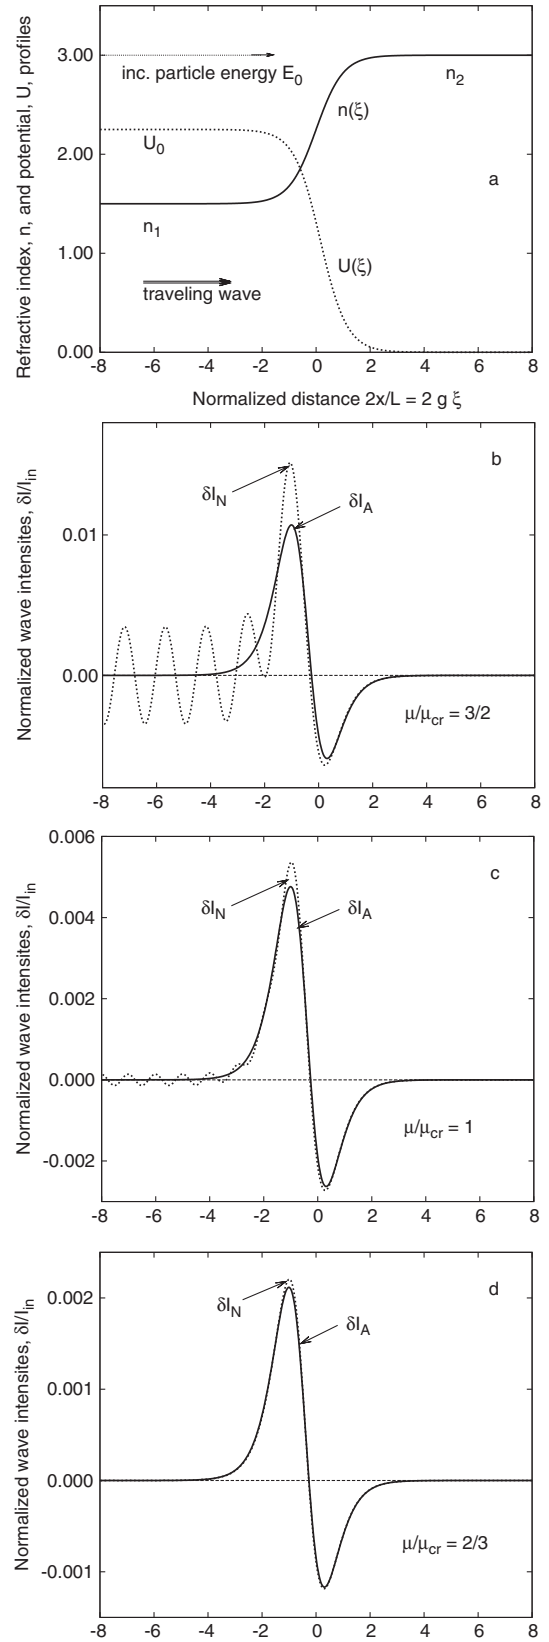 Refractive index, n, and potential, U, profiles
3.00
2.00
1.00
0.00
inc. particle energy E0
n2
n(ξ)
U0
a
n1
U(ξ)
traveling wave
-8 -6 -4 -2 0 2 4 6 8
Normalized distance 2x/L = 2 g ξ
Normalized wave intensites, δI/Iin
0.01
0.00
b
δIN
δIA
μ/μcr = 3/2
-8 -6 -4 -2 0 2 4 6 8
Normalized wave intensities, δI/Iin
0.006
0.004
0.002
0.000
-0.002
c
δIN
δIA
μ/μcr = 1
-8 -6 -4 -2 0 2 4 6 8
Normalized wave intensities, δI/Iin
0.002
0.001
0.000
-0.001
d
δIN
δIA
μ/μcr = 2/3
-8 -6 -4 -2 0 2 4 6 8